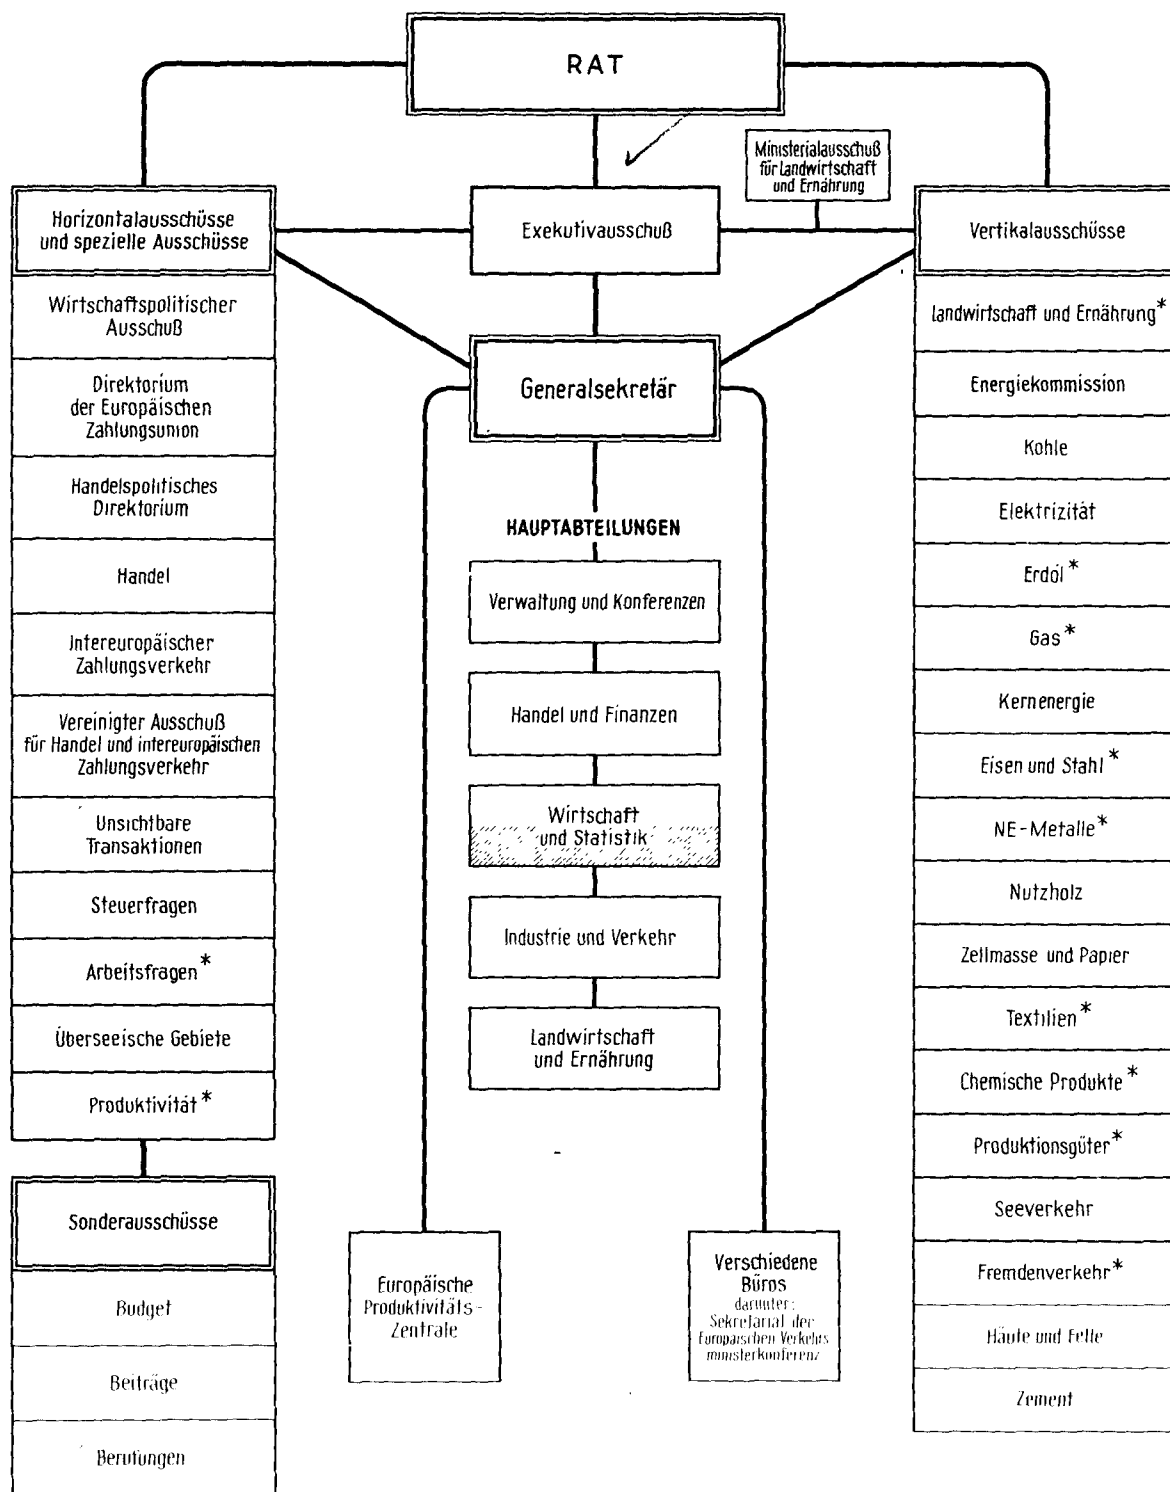 RAT
Ministerialausschuß
für Landwirtschaft
und Ernährung
Horizontalausschüsse
und spezielle Ausschüsse
Exekutivausschuß
Vertikalausschüsse
Wirtschaftspolitischer
Ausschuß
Direktorium
der Europäischen
Zahlungsunion
Handelspolitisches
Direktorium
Handel
Intereuropäischer
Zahlungsverkehr
Vereinigter Ausschuß
für Handel und intereuropäischen
Zahlungsverkehr
Unsichtbare
Transaktionen
Steuerfragen
Arbeitsfragen*
Überseeische Gebiete
Produktivität*
Sonderausschüsse
Budget
Beiträge
Berufungen
Generalsekretär
HAUPTABTEILUNGEN
Verwaltung und Konferenzen
Handel und Finanzen
Wirtschaft
und Statistik
Industrie und Verkehr
Landwirtschaft
und Ernährung
Europäische
Produktivitäts-
Zentrale
Verschiedene
Büros
darunter:
Sekretariat der
Europäischen Verkehrs
ministerkonferenz
Landwirtschaft und Ernährung*
Energiekommission
Kohle
Elektrizität
Erdöl*
Gas*
Kernenergie
Eisen und Stahl*
NE-Metalle*
Nutzholz
Zellmasse und Papier
Textilien*
Chemische Produkte*
Produktionsgüter*
Seeverkehr
Fremdenverkehr*
Häute und Felle
Zement